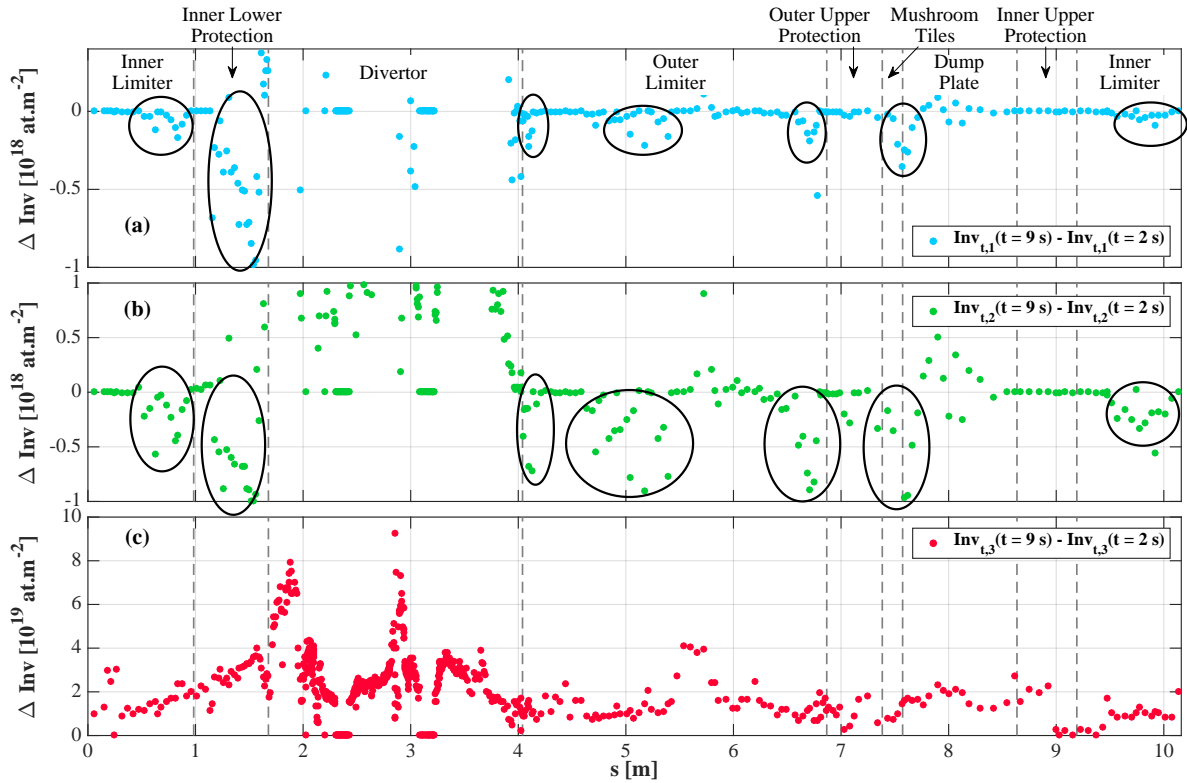 Inner Lower
Protection
Outer Upper
Protection
Mushroom
Tiles
Inner Upper
Protection
Inner
Limiter
Divertor
Outer
Limiter
Dump
Plate
Inner
Limiter
0
-0.5
-1
Δ Inv [10^18 at.m^-2]
(a)
Inv_t,1(t = 9 s) - Inv_t,1(t = 2 s)
0.5
0
-0.5
-1
Δ Inv [10^18 at.m^-2]
(b)
Inv_t,2(t = 9 s) - Inv_t,2(t = 2 s)
10
8
6
4
2
0
Δ Inv [10^19 at.m^-2]
(c)
Inv_t,3(t = 9 s) - Inv_t,3(t = 2 s)
0 1 2 3 4 5 6 7 8 9 10
s [m]